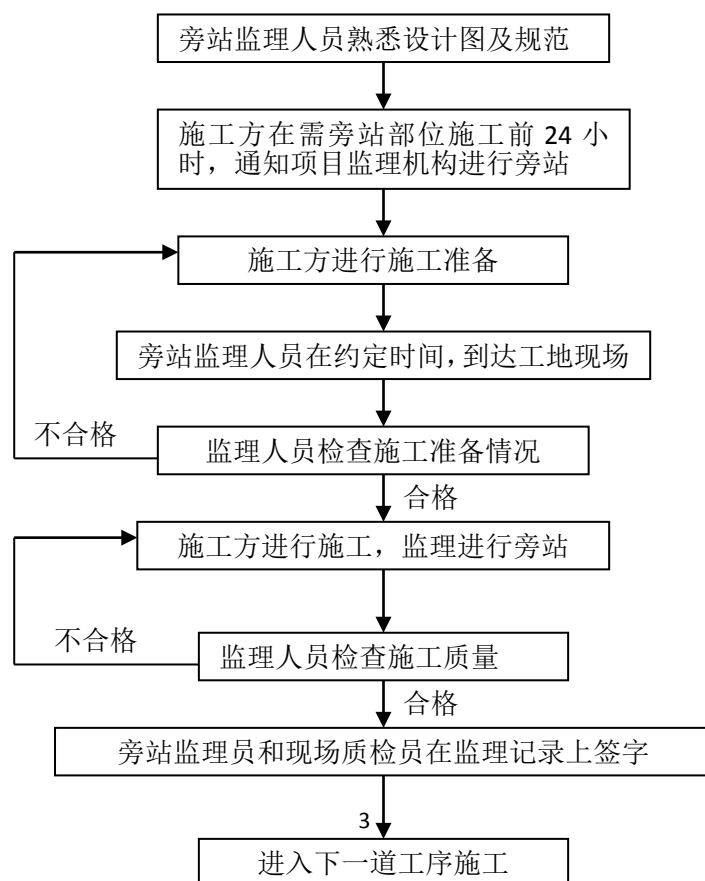 旁站监理人员熟悉设计图及规范
施工方在需旁站部位施工前 24 小
时，通知项目监理机构进行旁站
施工方进行施工准备
旁站监理人员在约定时间，到达工地现场
不合格
监理人员检查施工准备情况
合格
施工方进行施工，监理进行旁站
不合格
监理人员检查施工质量
合格
旁站监理员和现场质检员在监理记录上签字
3
进入下一道工序施工